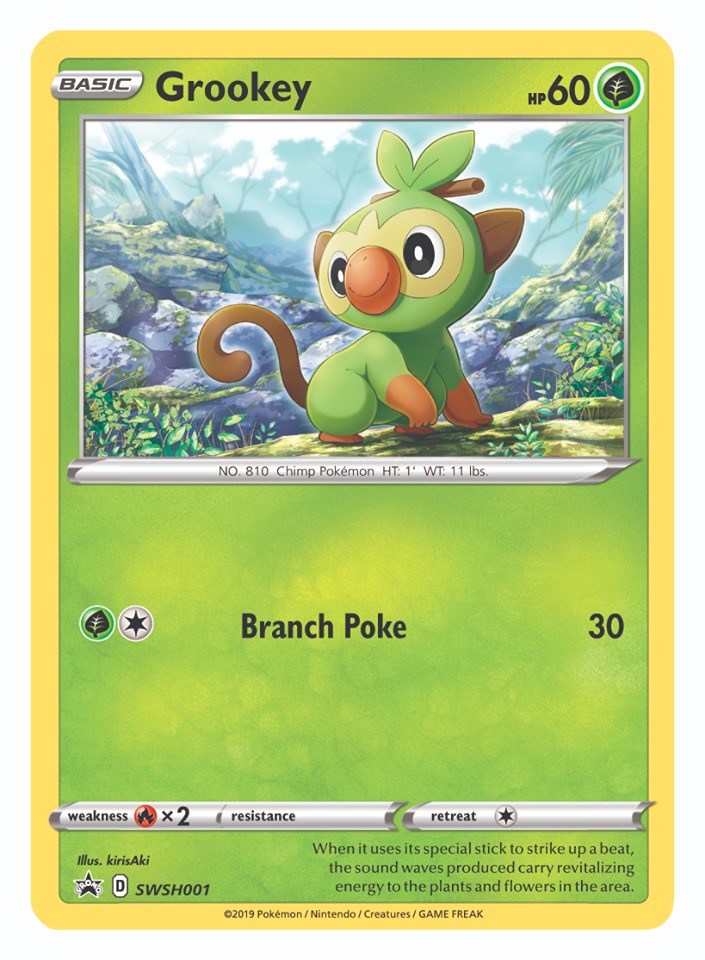 BASIC Grookey HP60
NO. 810 Chimp Pokémon HT: 1' WT: 11 lbs.
Branch Poke 30
weakness ×2 resistance retreat
Illus. kirisAki
When it uses its special stick to strike up a beat,
the sound waves produced carry revitalizing
energy to the plants and flowers in the area.
PROMO D SWSH001
©2019 Pokémon / Nintendo / Creatures / GAME FREAK